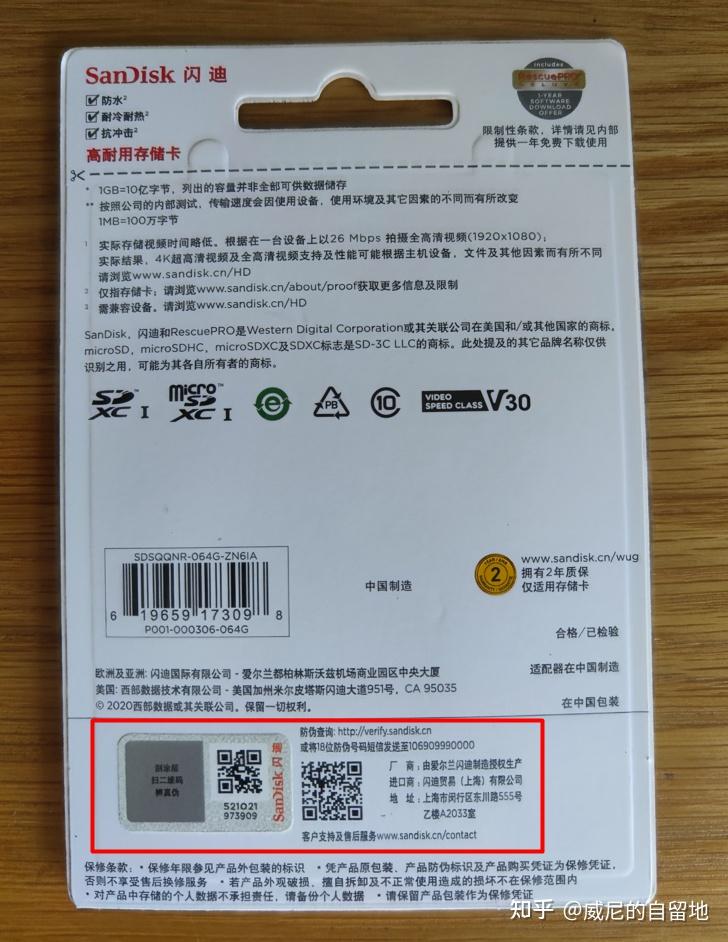 SanDisk 闪迪
防水²
耐冷耐热²
抗冲击²
高耐用存储卡
includes
RescuePRO
DELUXE
1-YEAR
SOFTWARE
DOWNLOAD
OFFER
限制性条款，详情请见内部
提供一年免费下载使用
* 1GB=10亿字节，列出的容量并非全部可供数据储存
** 按照公司的内部测试，传输速度会因使用设备，使用环境及其它因素的不同而有所改变
1MB=100万字节
¹ 实际存储视频时间略低。根据在一台设备上以26 Mbps 拍摄全高清视频(1920x1080)；
实际结果，4K超高清视频及全高清视频支持及性能可能根据主机设备，文件及其他因素而有所不同
请浏览www.sandisk.cn/HD
² 仅指存储卡；请浏览www.sandisk.cn/about/proof获取更多信息及限制
³ 需兼容设备。请浏览www.sandisk.cn/HD
SanDisk，闪迪和RescuePRO是Western Digital Corporation或其关联公司在美国和/或其他国家的商标。
microSD，microSDHC，microSDXC及SDXC标志是SD-3C LLC的商标。此处提及的其它品牌名称仅供
识别之用，可能为其各自所有者的商标。
SD XC I
micro SD XC I
e
PB
10
VIDEO SPEED CLASS V30
SDSQQNR-064G-ZN6IA
6 19659 17309 8
P001-000306-064G
中国制造
2
www.sandisk.cn/wug
拥有2年质保
仅适用存储卡
合格/已检验
适配器在中国制造
在中国包装
欧洲及亚洲: 闪迪国际有限公司 - 爱尔兰都柏林斯沃兹机场商业园区中央大厦
美国: 西部数据技术有限公司 - 美国加州米尔皮塔斯闪迪大道951号，CA 95035
© 2020西部数据或其关联公司。保留一切权利。
刮涂层
扫二维码
辨真伪
521021
973909
SanDisk 闪迪
防伪查询: http://verify.sandisk.cn
或将18位防伪号码短信发送至106909990000
厂 商：由爱尔兰闪迪制造授权生产
进口商：闪迪贸易（上海）有限公司
地 址：上海市闵行区东川路555号
乙楼A2033室
客户支持及售后服务www.sandisk.cn/contact
保修条款：・保修年限参见产品外包装的标识 ・凭产品原包装、产品防伪标识及产品购买凭证为保修凭证，
否则不享受售后换修服务 ・若产品外观破损，擅自拆卸及不正常使用造成的损坏不在保修范围内
・对产品中存储的个人数据不承担责任，请备份个人数据 ・请保留产品包装作为保修凭证
知乎 @威尼的自留地